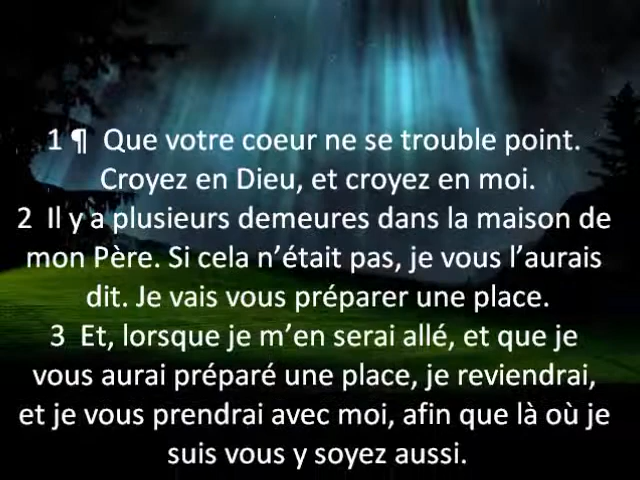 1 ¶ Que votre coeur ne se trouble point.
Croyez en Dieu, et croyez en moi.
2 Il y a plusieurs demeures dans la maison de
mon Père. Si cela n’était pas, je vous l’aurais
dit. Je vais vous préparer une place.
3 Et, lorsque je m’en serai allé, et que je
vous aurai préparé une place, je reviendrai,
et je vous prendrai avec moi, afin que là où je
suis vous y soyez aussi.